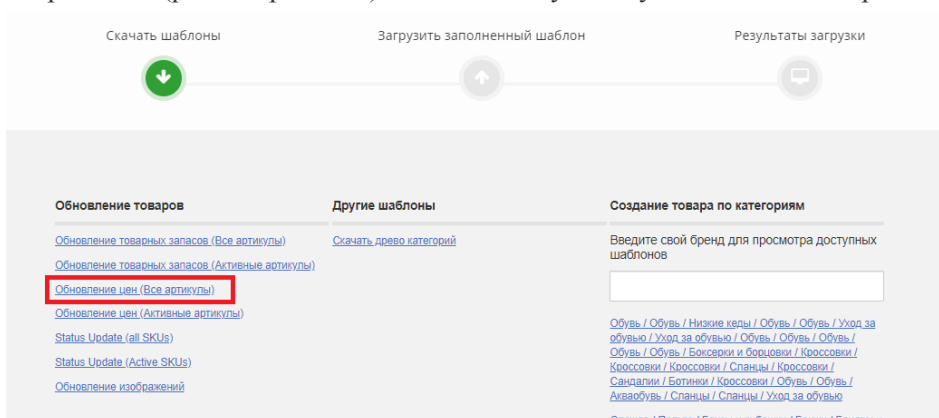 Скачать шаблоны
Загрузить заполненный шаблон
Результаты загрузки
Обновление товаров
Обновление товарных запасов (Все артикулы)
Обновление товарных запасов (Активные артикулы)
Обновление цен (Все артикулы)
Обновление цен (Активные артикулы)
Status Update (all SKUs)
Status Update (Active SKUs)
Обновление изображений
Другие шаблоны
Скачать древо категорий
Создание товара по категориям
Введите свой бренд для просмотра доступных
шаблонов
Обувь / Обувь / Низкие кеды / Обувь / Обувь / Уход за
обувью / Уход за обувью / Обувь / Обувь / Обувь /
Обувь / Обувь / Боксерки и борцовки / Кроссовки /
Кроссовки / Кроссовки / Сланцы / Кроссовки /
Сандалии / Ботинки / Кроссовки / Обувь / Обувь /
Акваобувь / Сланцы / Сланцы / Уход за обувью